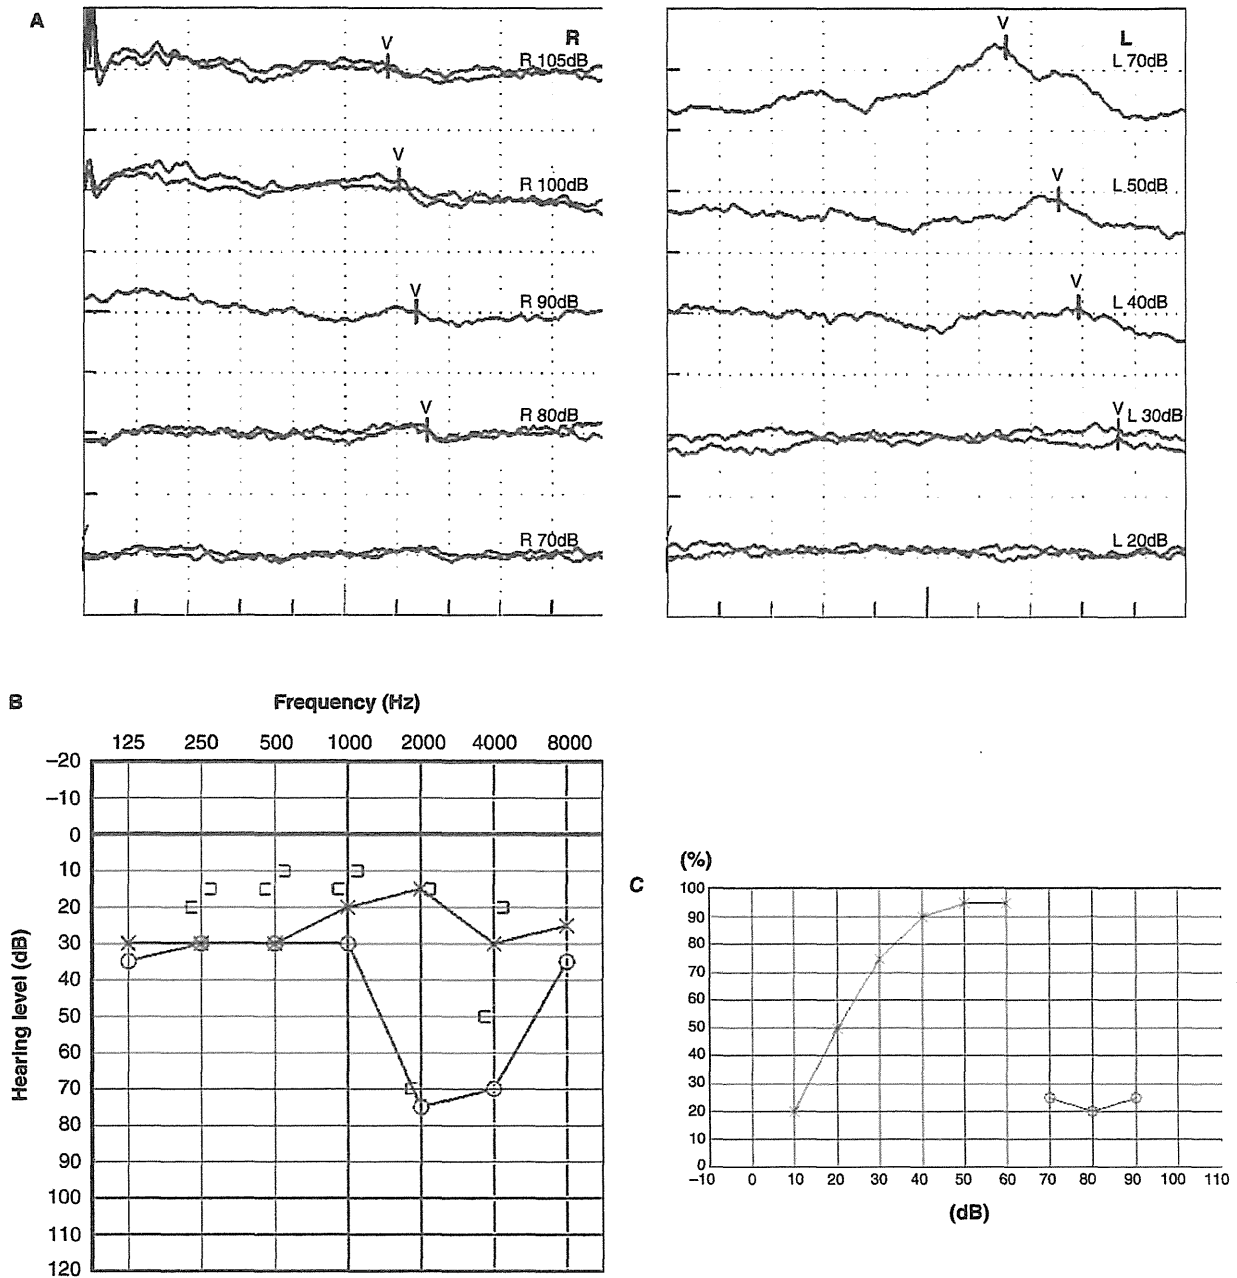 A
V
R
R 105dB
V
R 100dB
V
R 90dB
V
R 80dB
R 70dB
V
L
L 70dB
V
L 50dB
V
L 40dB
V
L 30dB
L 20dB
B
Frequency (Hz)
125 250 500 1000 2000 4000 8000
Hearing level (dB)
–20
–10
0
10
20
30
40
50
60
70
80
90
100
110
120
C
(%)
100
90
80
70
60
50
40
30
20
10
0
–10 0 10 20 30 40 50 60 70 80 90 100 110
(dB)